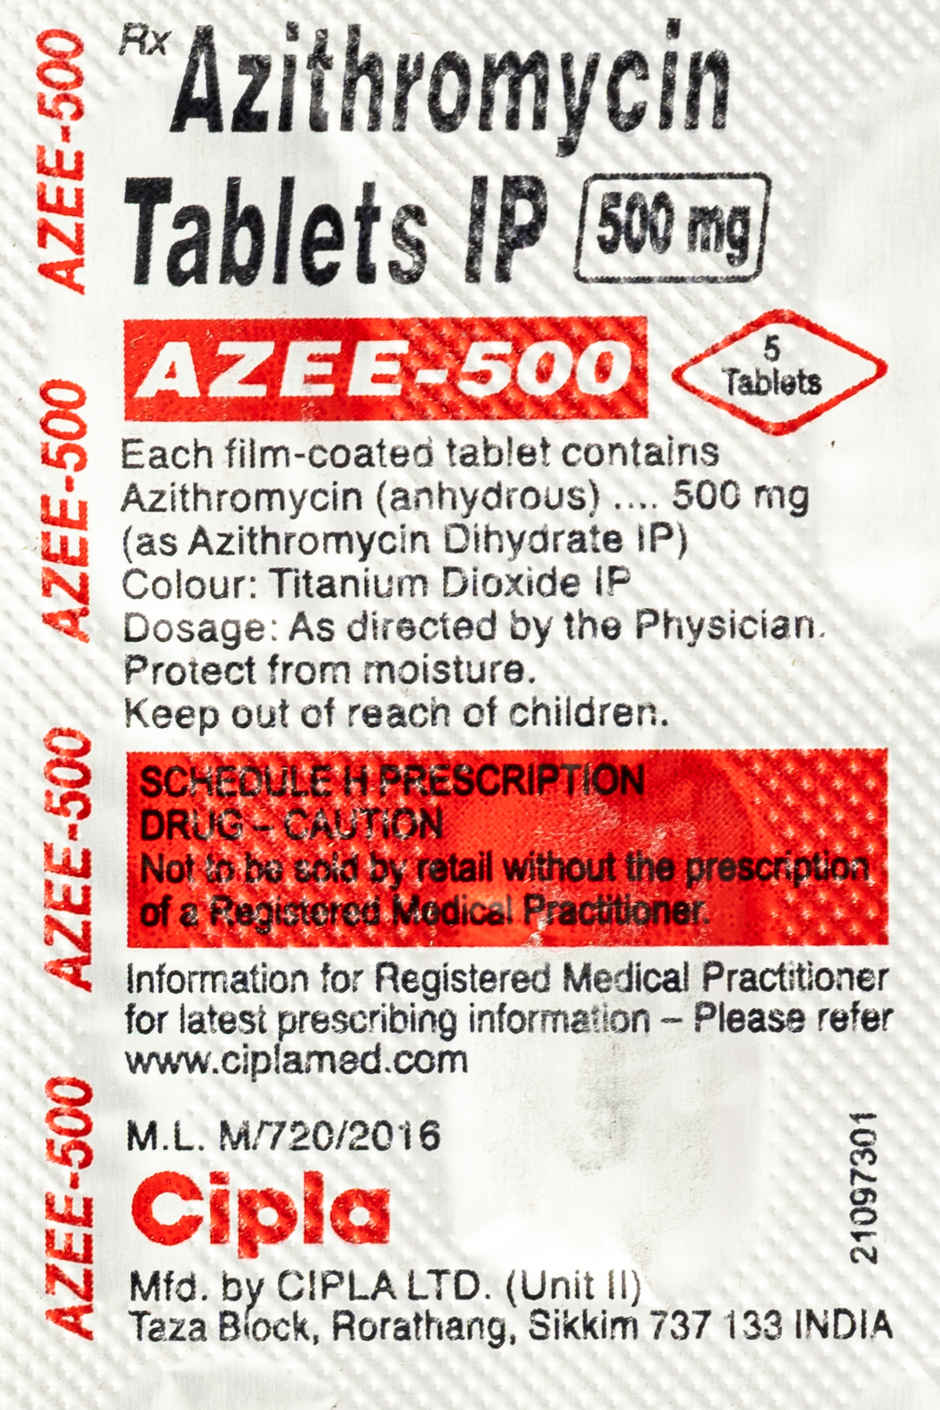 Rx Azithromycin
Tablets IP 500 mg
AZEE-500
5
Tablets
Each film-coated tablet contains
Azithromycin (anhydrous) .... 500 mg
(as Azithromycin Dihydrate IP)
Colour: Titanium Dioxide IP
Dosage: As directed by the Physician.
Protect from moisture.
Keep out of reach of children.
SCHEDULE H PRESCRIPTION
DRUG – CAUTION
Not to be sold by retail without the prescription
of a Registered Medical Practitioner.
Information for Registered Medical Practitioner
for latest prescribing information – Please refer
www.ciplamed.com
M.L. M/720/2016
Cipla
Mfd. by CIPLA LTD. (Unit II)
Taza Block, Rorathang, Sikkim 737 133 INDIA
21097301
AZEE-500
AZEE-500
AZEE-500
AZEE-500